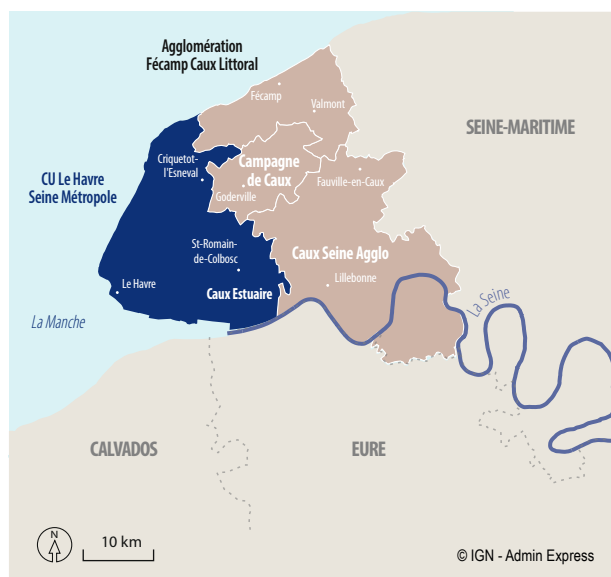 Agglomération
Fécamp Caux Littoral
Fécamp
Valmont
SEINE-MARITIME
Criquetot-
l'Esneval
Campagne
de Caux
CU Le Havre
Seine Métropole
Fauville-en-Caux
Goderville
St-Romain-
de-Colbosc
Caux Seine Agglo
Le Havre
Caux Estuaire
Lillebonne
La Seine
La Manche
CALVADOS
EURE
N
10 km
© IGN - Admin Express